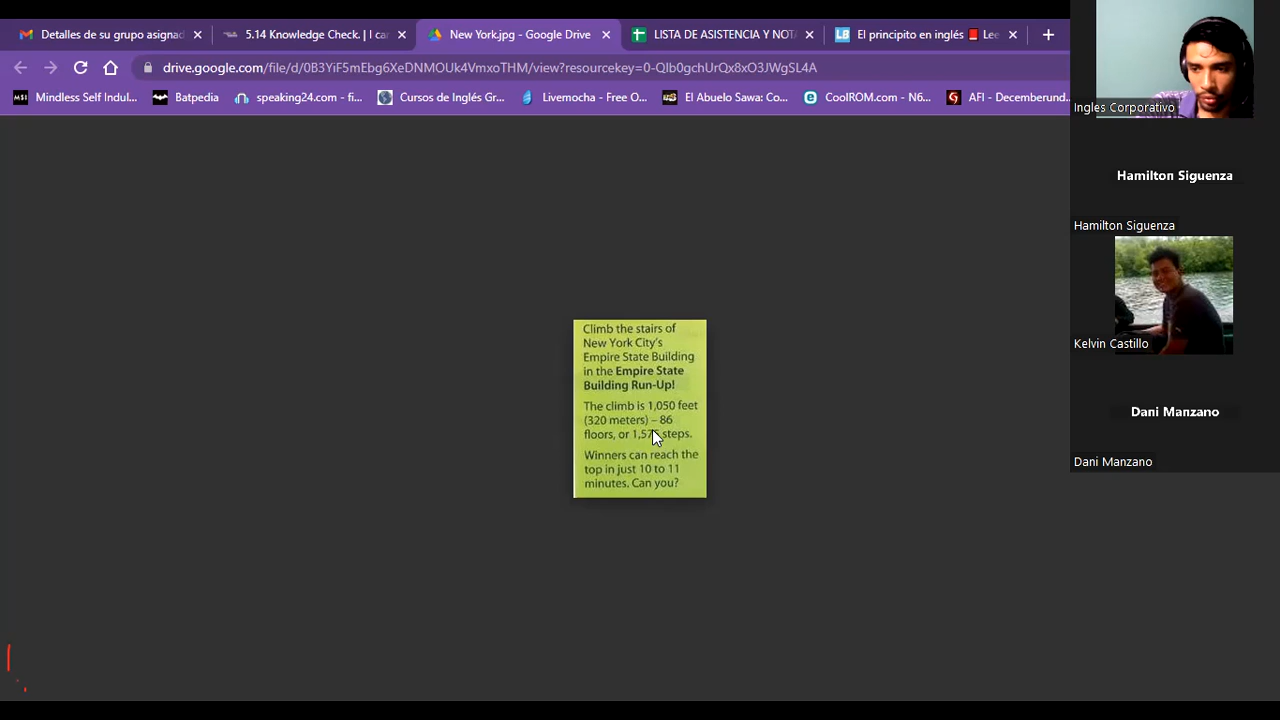 Detalles de su grupo asignad
5.14 Knowledge Check. | I car
New York.jpg - Google Drive
LISTA DE ASISTENCIA Y NOTA
El principito en inglés
Lee
drive.google.com/file/d/0B3YiF5mEbg6XeDNMOUk4VmxoTHM/view?resourcekey=0-QIb0gchUrQx8xO3JWgSL4A
Mindless Self Indul...
Batpedia
speaking24.com - fi...
Cursos de Inglés Gr...
Livemocha - Free O...
El Abuelo Sawa: Co...
CoolROM.com - N6...
AFI - Decemberund...
Ingles Corporativo
Hamilton Siguenza
Hamilton Siguenza
Kelvin Castillo
Dani Manzano
Dani Manzano
Climb the stairs of
New York City's
Empire State Building
in the Empire State
Building Run-Up!
The climb is 1,050 feet
(320 meters) – 86
floors, or steps.
Winners can reach the
top in just 10 to 11
minutes. Can you?